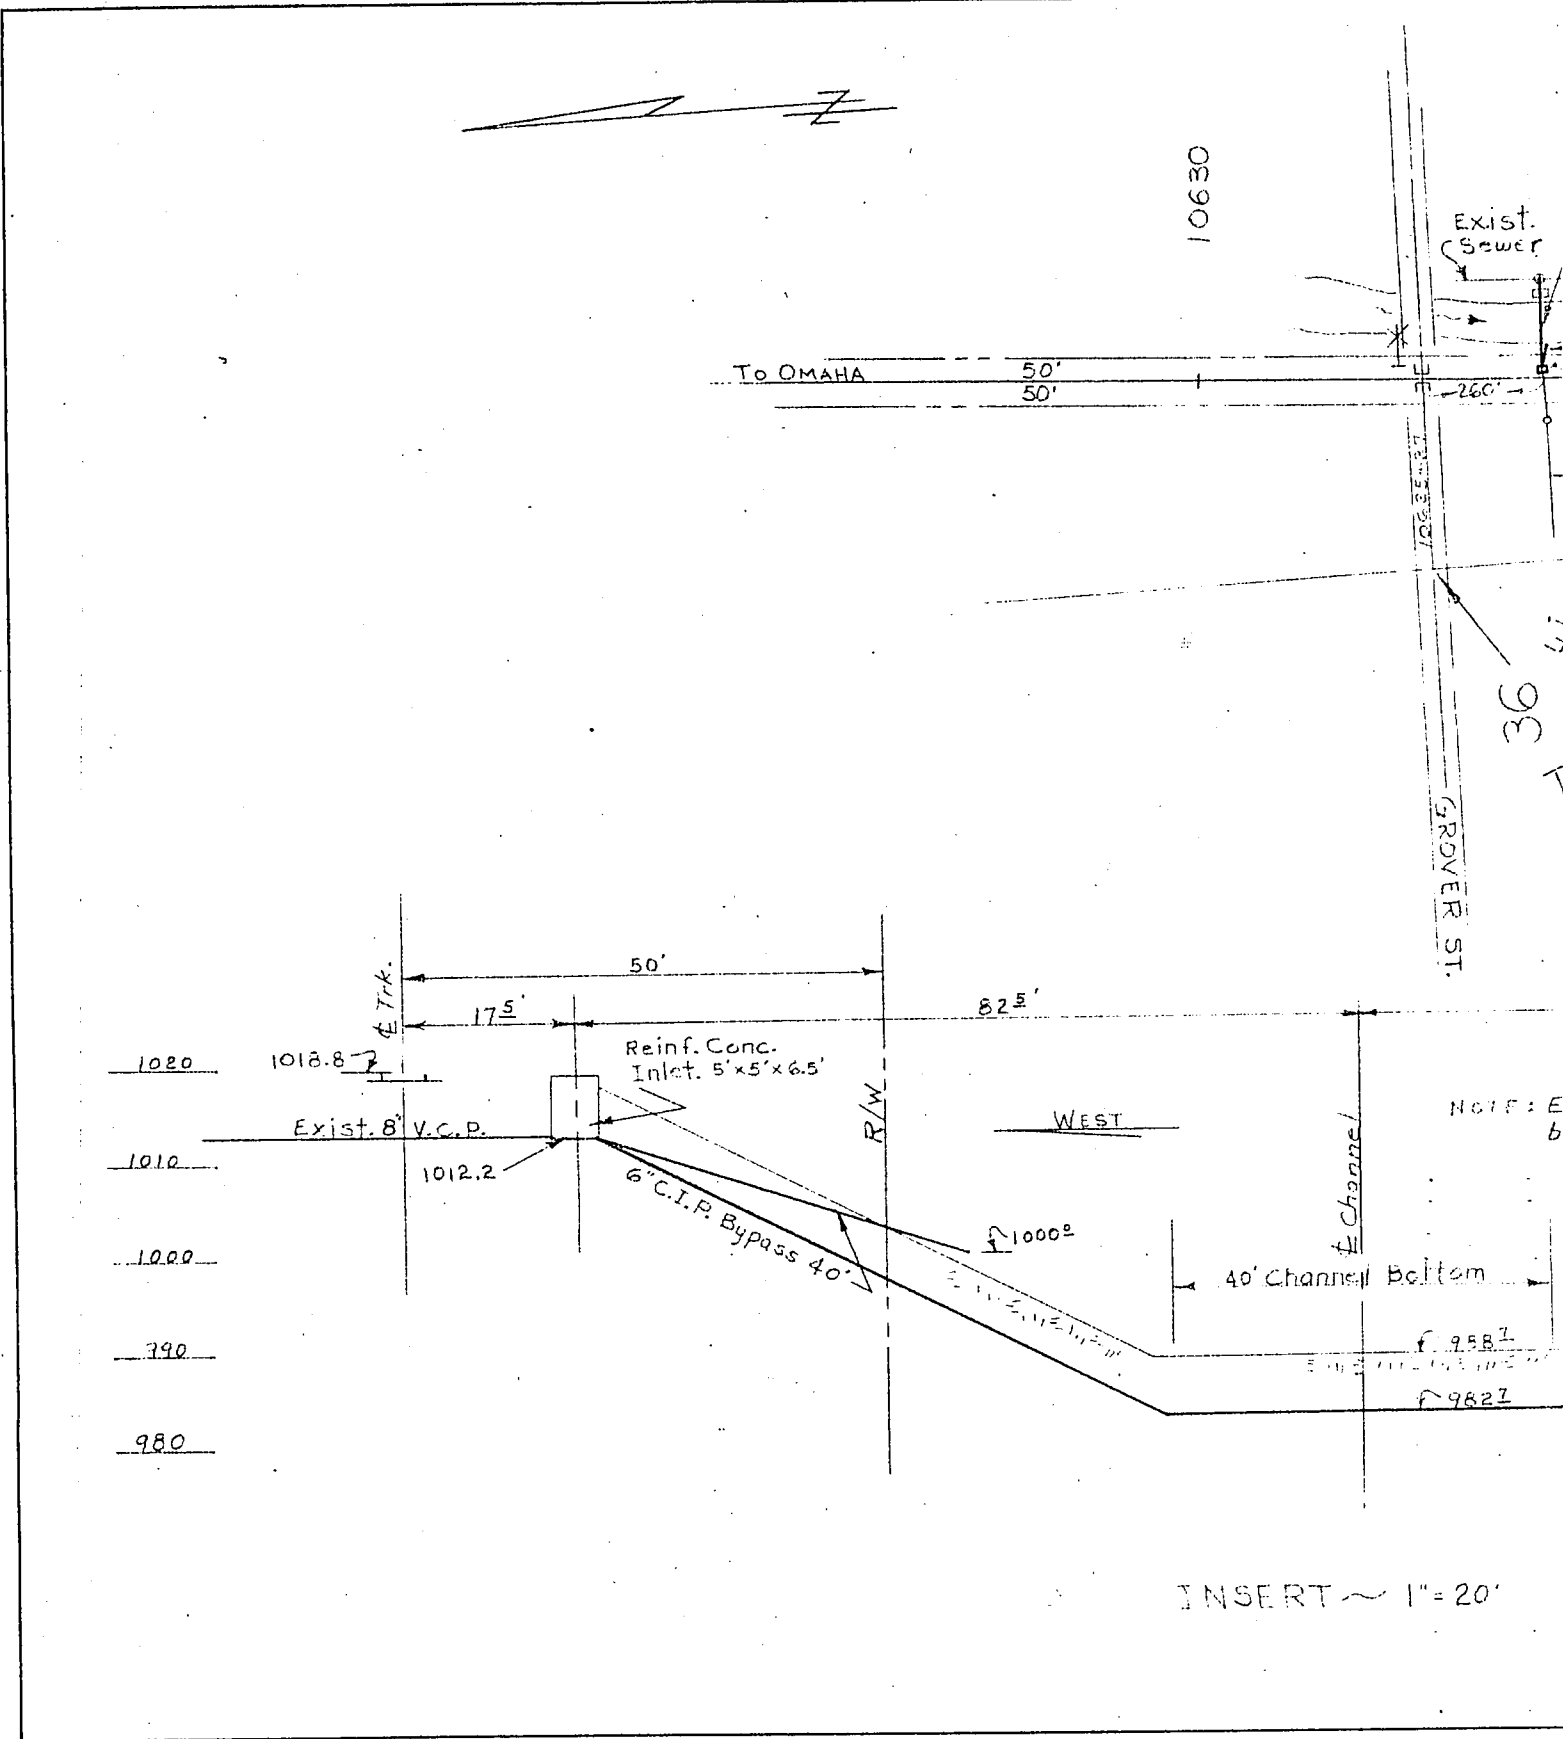 N
10630
Exist.
Sewer
To OMAHA
50'
50'
260'
36
GROVER ST.
50'
₵ Trk.
17 5'
82 5'
1020
1018.8
Reinf. Conc.
Inlet. 5'x5'x6.5'
R/W
WEST
NOTE: E
b
Exist. 8" V.C.P.
1010
1012.2
6" C.I.P. Bypass 40'
₵ Channel
1000
1000 0
40' Channel Bottom
990
988 7
982 7
980
INSERT ~ 1"=20'